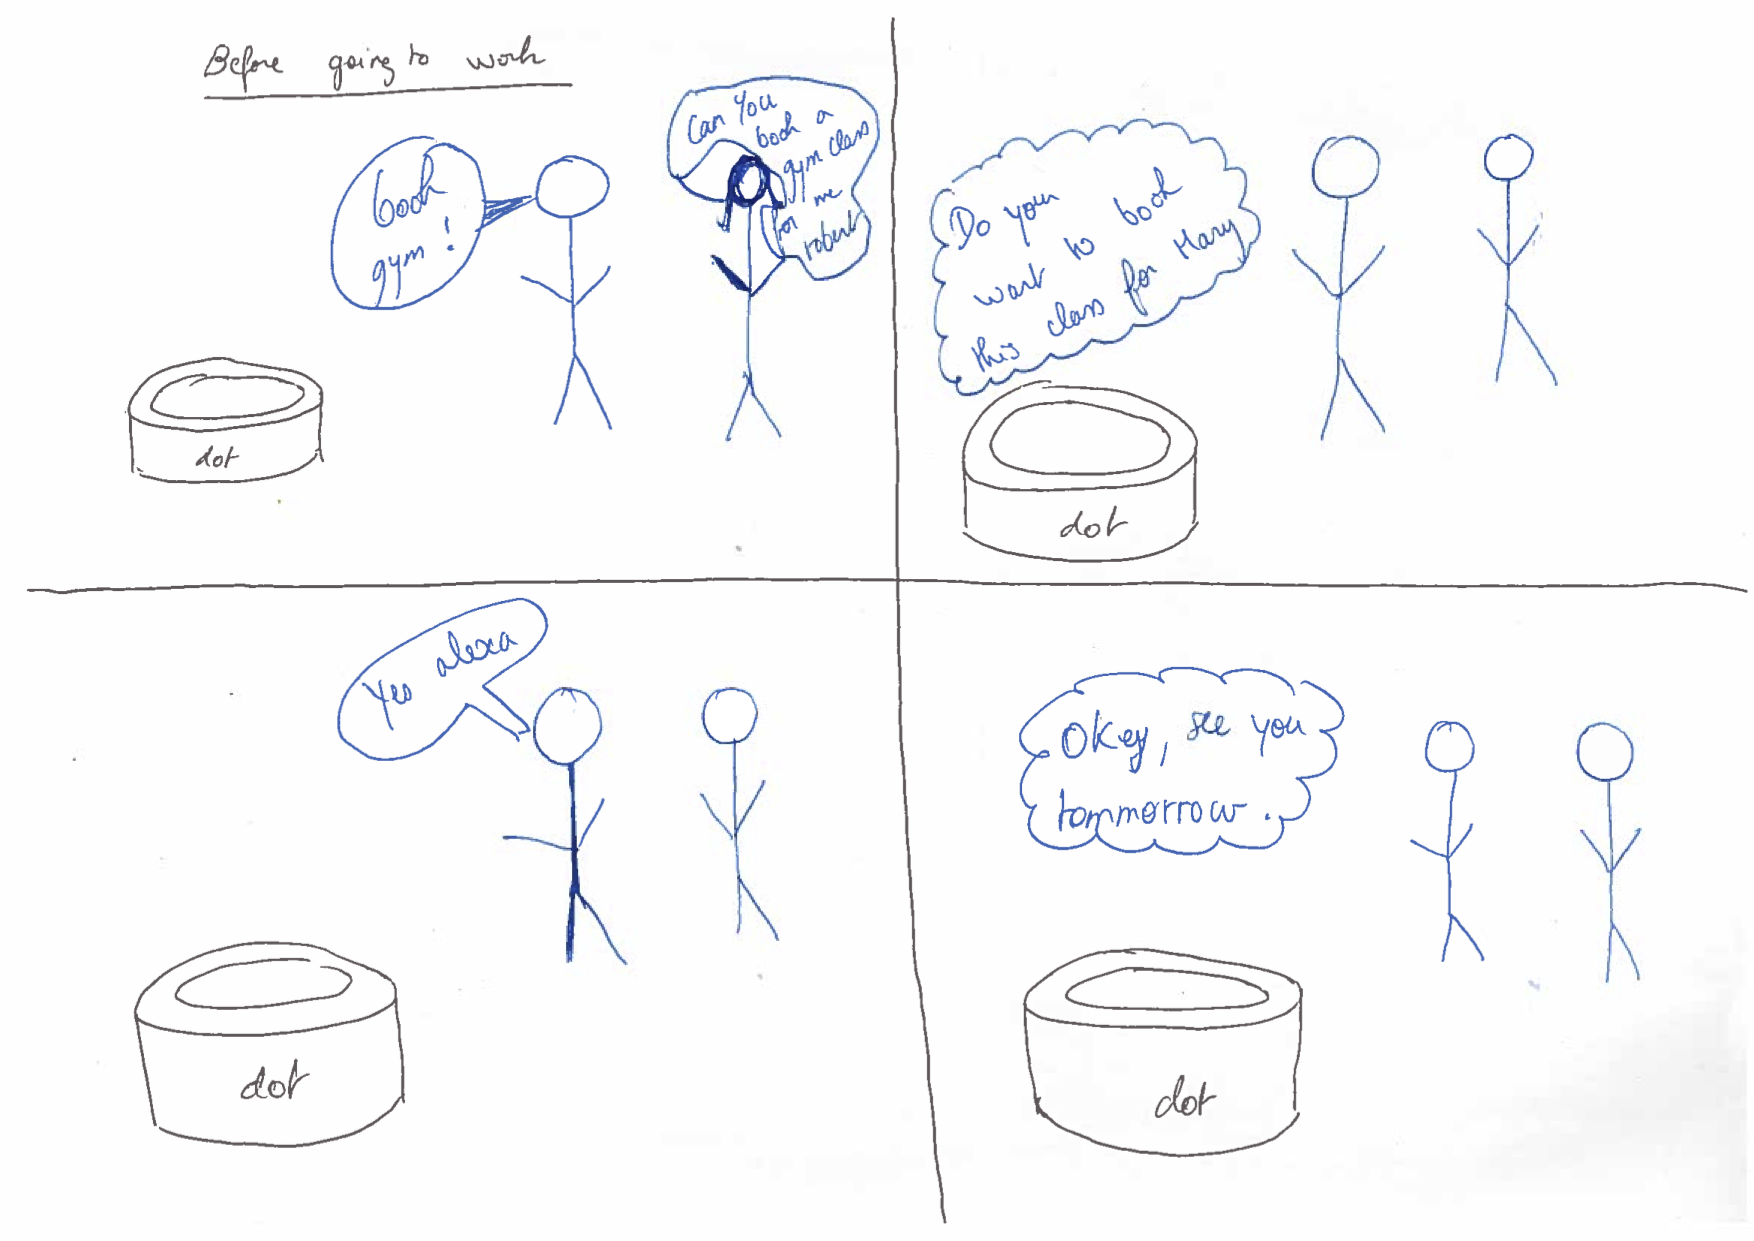 Before going to work
book
gym!
Can You
book a
gym class
for me
robert
dot
Do your
want to book
this class for Mary
dot
Yes alexa
dot
Okey, see you
tommorrow.
dot